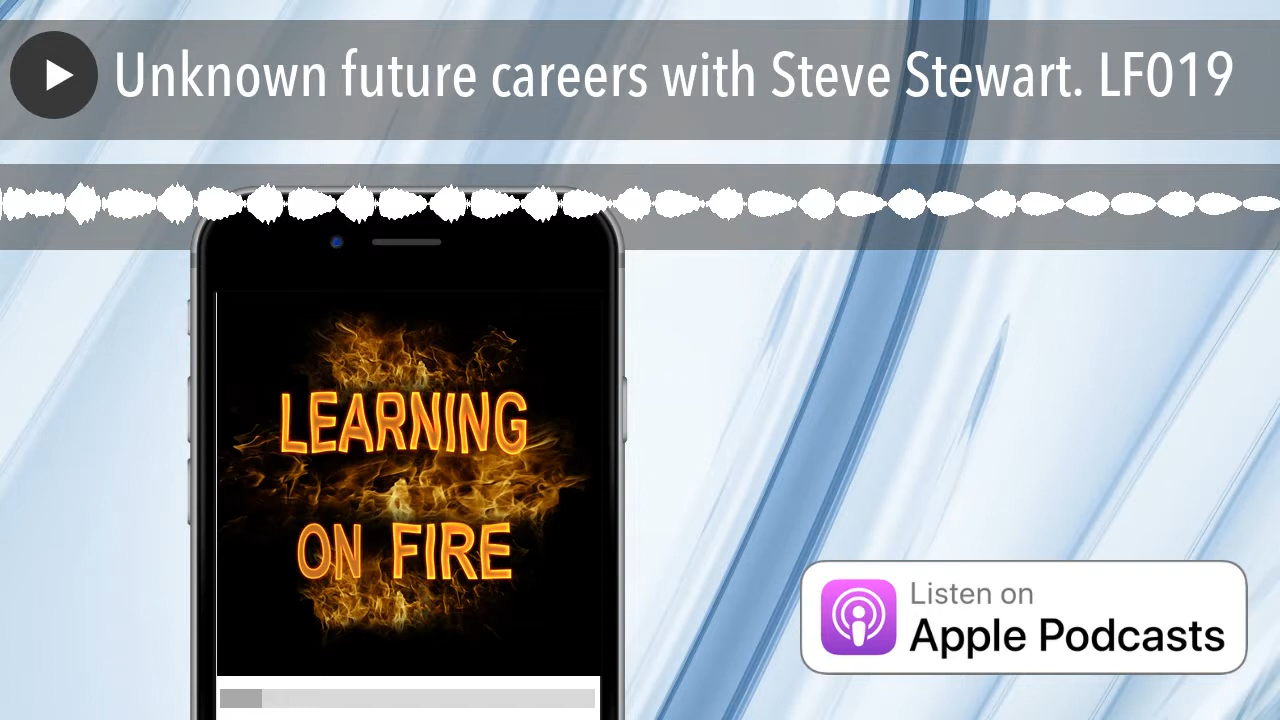 Unknown future careers with Steve Stewart. LF019
LEARNING
ON FIRE
Listen on
Apple Podcasts